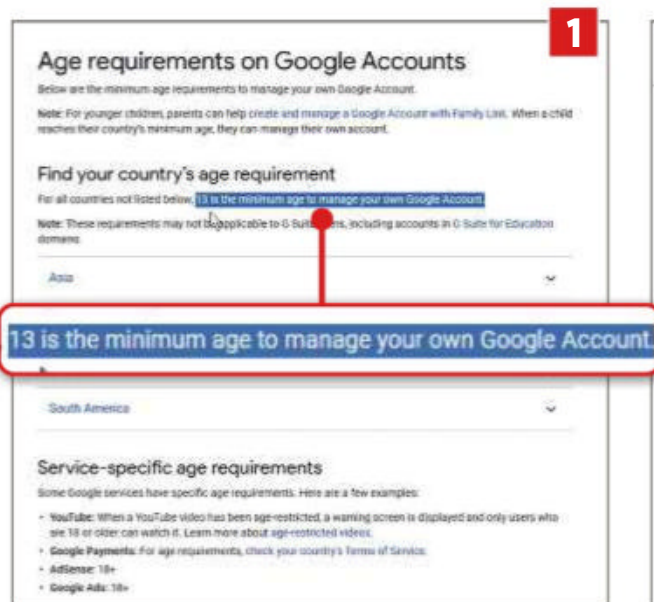 1
Age requirements on Google Accounts
Below are the minimum age requirements to manage your own Google Account.
Note: For younger children, parents can help create and manage a Google Account with Family Link. When a child
reaches their country's minimum age, they can manage their own account.
Find your country's age requirement
For all countries not listed below, 13 is the minimum age to manage your own Google Account.
Note: These requirements may not be applicable to G Suite including accounts in G Suite for Education
domains.
Asia
13 is the minimum age to manage your own Google Account.
South America
Service-specific age requirements
Some Google services have specific age requirements. Here are a few examples:
• YouTube: When a YouTube video has been age-restricted, a warning screen is displayed and only users who
are 18 or older can watch it. Learn more about age-restricted videos.
• Google Payments: For age requirements, check your country's Terms of Service.
• AdSense: 18+
• Google Ads: 18+